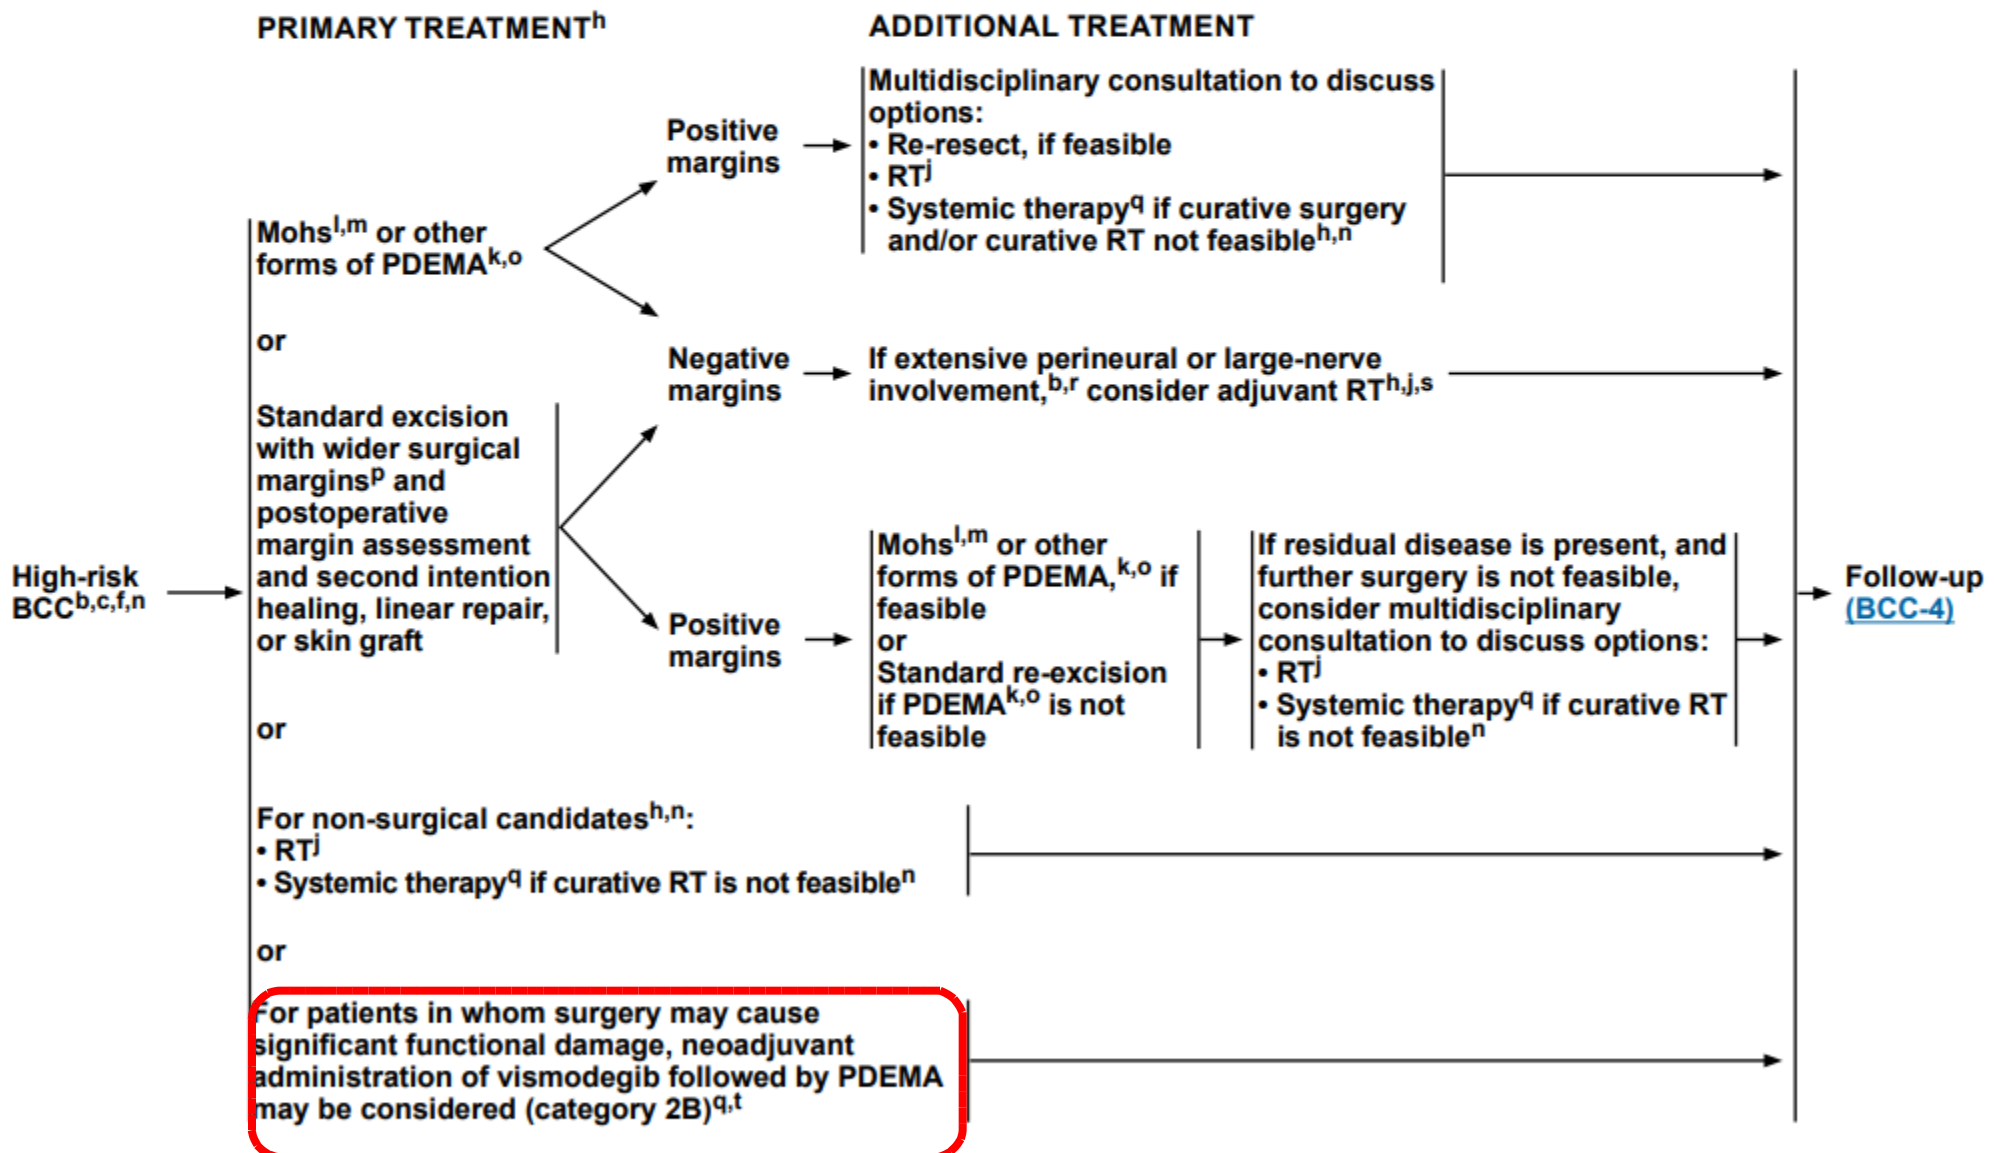 PRIMARY TREATMENTh
ADDITIONAL TREATMENT
High-risk
BCCb,c,f,n
Mohsl,m or other
forms of PDEMAk,o
or
Standard excision
with wider surgical
marginsp and
postoperative
margin assessment
and second intention
healing, linear repair,
or skin graft
or
For non-surgical candidatesh,n:
• RTj
• Systemic therapyq if curative RT is not feasiblen
or
For patients in whom surgery may cause
significant functional damage, neoadjuvant
administration of vismodegib followed by PDEMA
may be considered (category 2B)q,t
Positive
margins
Multidisciplinary consultation to discuss
options:
• Re-resect, if feasible
• RTj
• Systemic therapyq if curative surgery
and/or curative RT not feasibleh,n
Negative
margins
If extensive perineural or large-nerve
involvement,b,r consider adjuvant RTh,j,s
Positive
margins
Mohsl,m or other
forms of PDEMA,k,o if
feasible
or
Standard re-excision
if PDEMAk,o is not
feasible
If residual disease is present, and
further surgery is not feasible,
consider multidisciplinary
consultation to discuss options:
• RTj
• Systemic therapyq if curative RT
is not feasiblen
Follow-up
(BCC-4)